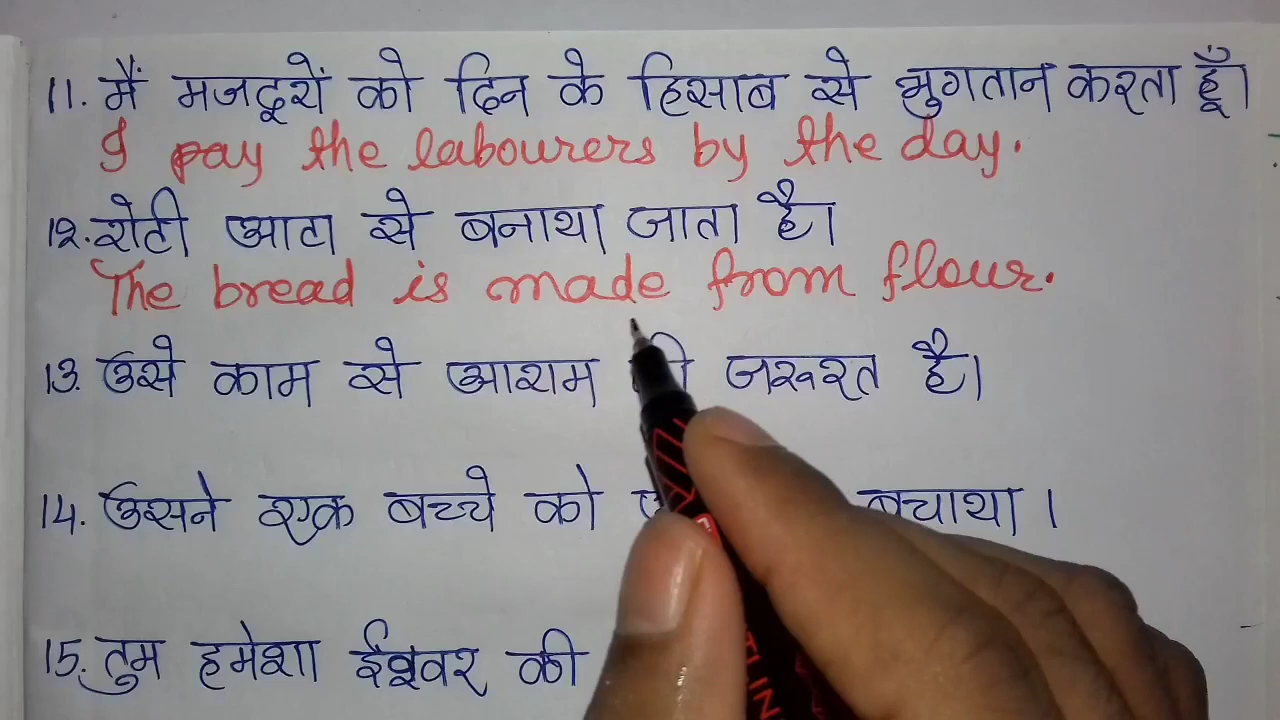 11. मैं मजदूरों को दिन के हिसाब से भुगतान करता हूँ।
I pay the labourers by the day.
12. रोटी आटा से बनाया जाता है।
The bread is made from flour.
13. उसे काम से आराम की जरूरत है।
14. उसने एक बच्चे को बचाया ।
15. तुम हमेशा ईश्वर की